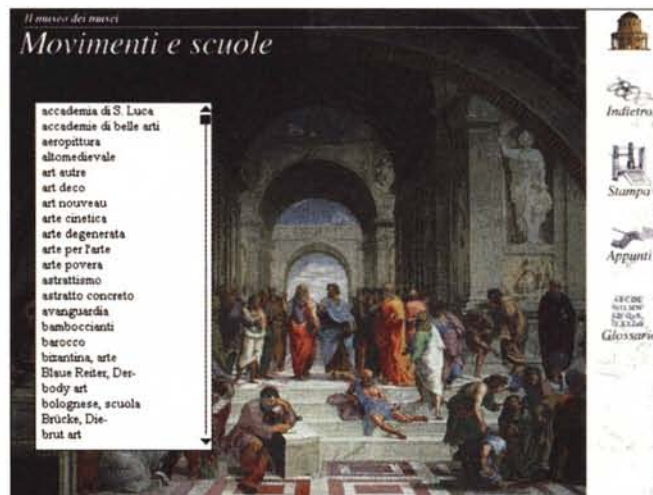 Il museo dei musei
Movimenti e scuole
accademia di S. Luca
accademie di belle arti
aeropittura
altomedievale
art autre
art deco
art nouveau
arte cinetica
arte degenerata
arte per l'arte
arte povera
astrattismo
astratto concreto
avanguardia
bamboccianti
barocco
bizantina, arte
Blaue Reiter, Der-
body art
bolognese, scuola
Brücke, Die-
brut art
Indietro
Stampa
Appunti
Glossario